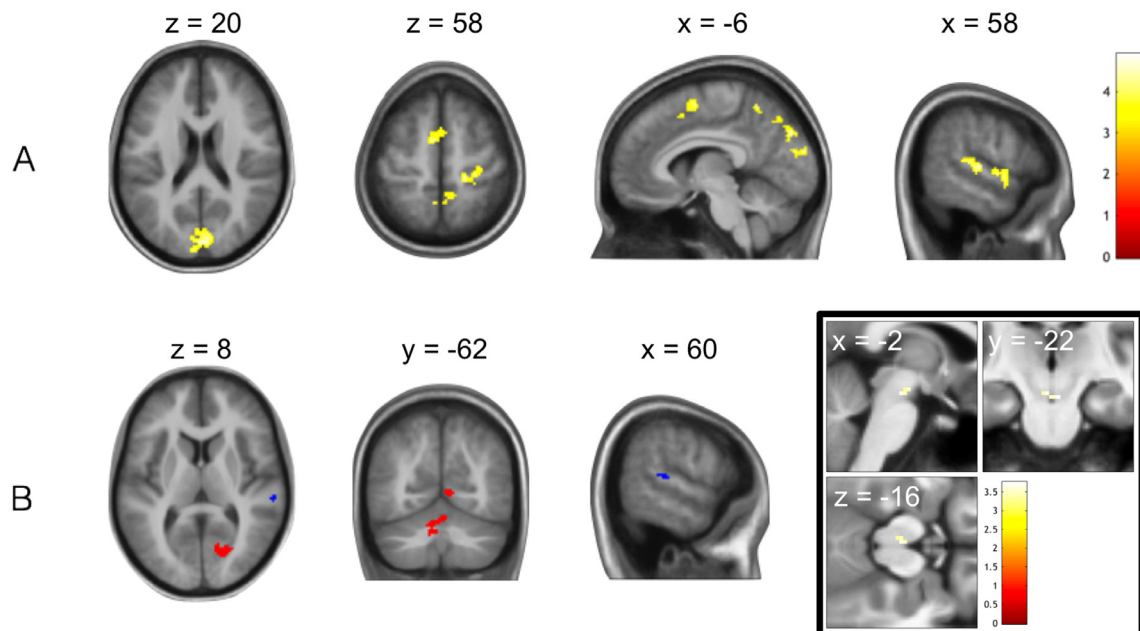 z = 20
z = 58
x = -6
x = 58
A
4
3
2
1
0
z = 8
y = -62
x = 60
B
x = -2
y = -22
z = -16
3.5
3
2.5
2
1.5
1
0.5
0